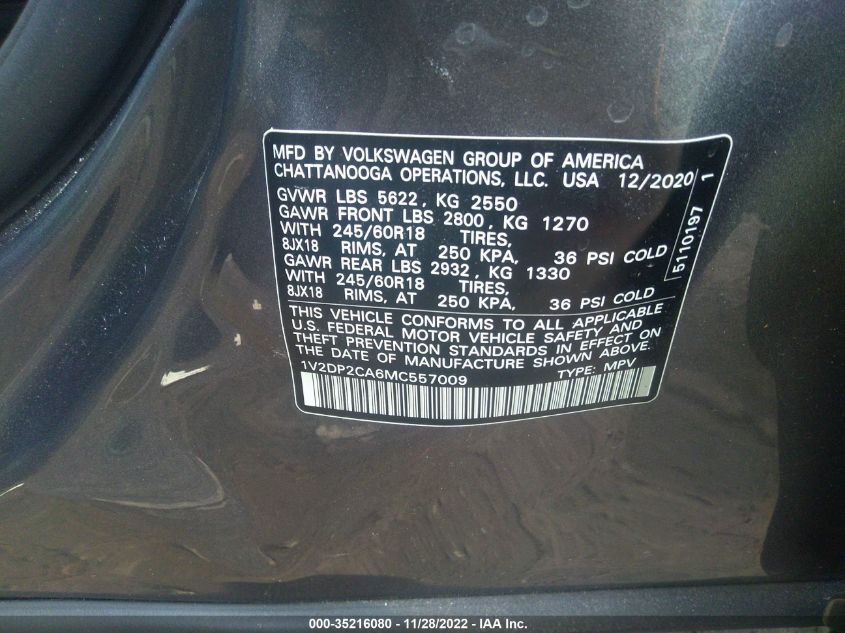 MFD BY VOLKSWAGEN GROUP OF AMERICA
CHATTANOOGA OPERATIONS, LLC. USA 12/2020 1
GVWR LBS 5622, KG 2550
GAWR FRONT LBS 2800, KG 1270
WITH 245/60R18 TIRES,
8JX18 RIMS, AT 250 KPA, 36 PSI COLD
GAWR REAR LBS 2932, KG 1330
WITH 245/60R18 TIRES,
8JX18 RIMS, AT 250 KPA, 36 PSI COLD
5110197
THIS VEHICLE CONFORMS TO ALL APPLICABLE
U.S. FEDERAL MOTOR VEHICLE SAFETY AND
THEFT PREVENTION STANDARDS IN EFFECT ON
THE DATE OF MANUFACTURE SHOWN ABOVE.
1V2DP2CA6MC557009 TYPE: MPV
000-35216080 - 11/28/2022 - IAA Inc.